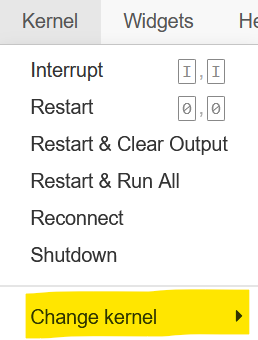 Kernel Widgets He
Interrupt I,I
Restart 0,0
Restart & Clear Output
Restart & Run All
Reconnect
Shutdown
Change kernel